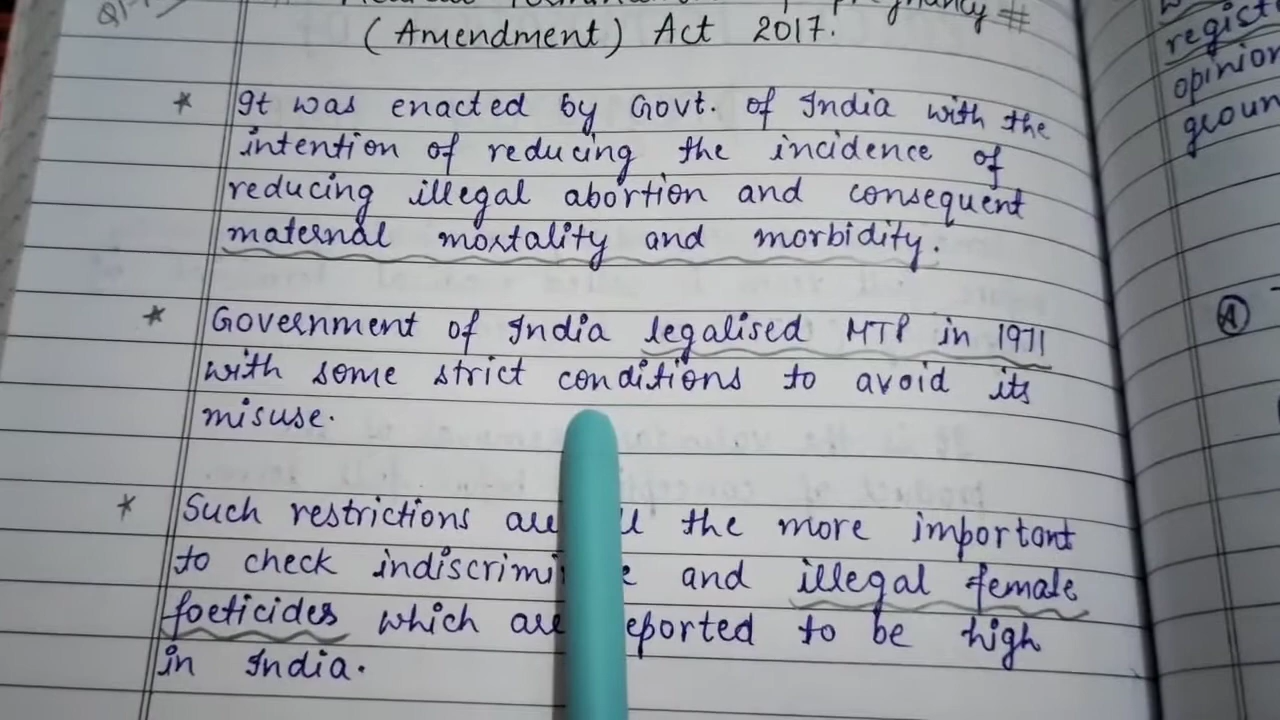 pregnancy #
(Amendment) Act 2017.
* It was enacted by Govt. of India with the
intention of reducing the incidence of
reducing illegal abortion and consequent
maternal mortality and morbidity.
* Government of India legalised MTP in 1971
with some strict conditions to avoid its
misuse.
* Such restrictions are the more important
to check and illegal female
foeticides which are reported to be high
in India.
regist
opinion
groun
A